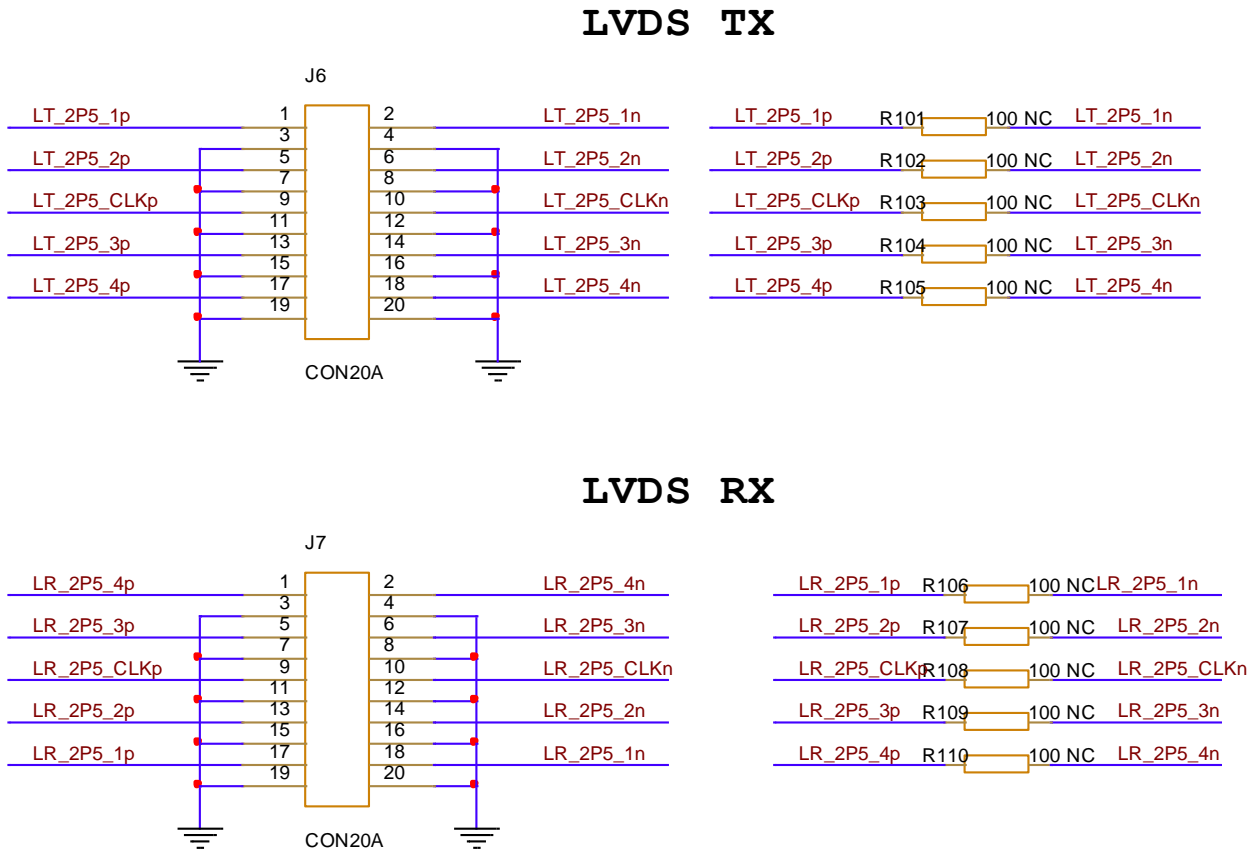 LVDS TX
J6
LT_2P5_1p 1 2 LT_2P5_1n LT_2P5_1p R101 100 NC LT_2P5_1n
3 4
LT_2P5_2p 5 6 LT_2P5_2n LT_2P5_2p R102 100 NC LT_2P5_2n
7 8
LT_2P5_CLKp 9 10 LT_2P5_CLKn LT_2P5_CLKp R103 100 NC LT_2P5_CLKn
11 12
LT_2P5_3p 13 14 LT_2P5_3n LT_2P5_3p R104 100 NC LT_2P5_3n
15 16
LT_2P5_4p 17 18 LT_2P5_4n LT_2P5_4p R105 100 NC LT_2P5_4n
19 20
CON20A
LVDS RX
J7
LR_2P5_4p 1 2 LR_2P5_4n LR_2P5_1p R106 100 NC LR_2P5_1n
3 4
LR_2P5_3p 5 6 LR_2P5_3n LR_2P5_2p R107 100 NC LR_2P5_2n
7 8
LR_2P5_CLKp 9 10 LR_2P5_CLKn LR_2P5_CLKp R108 100 NC LR_2P5_CLKn
11 12
LR_2P5_2p 13 14 LR_2P5_2n LR_2P5_3p R109 100 NC LR_2P5_3n
15 16
LR_2P5_1p 17 18 LR_2P5_1n LR_2P5_4p R110 100 NC LR_2P5_4n
19 20
CON20A